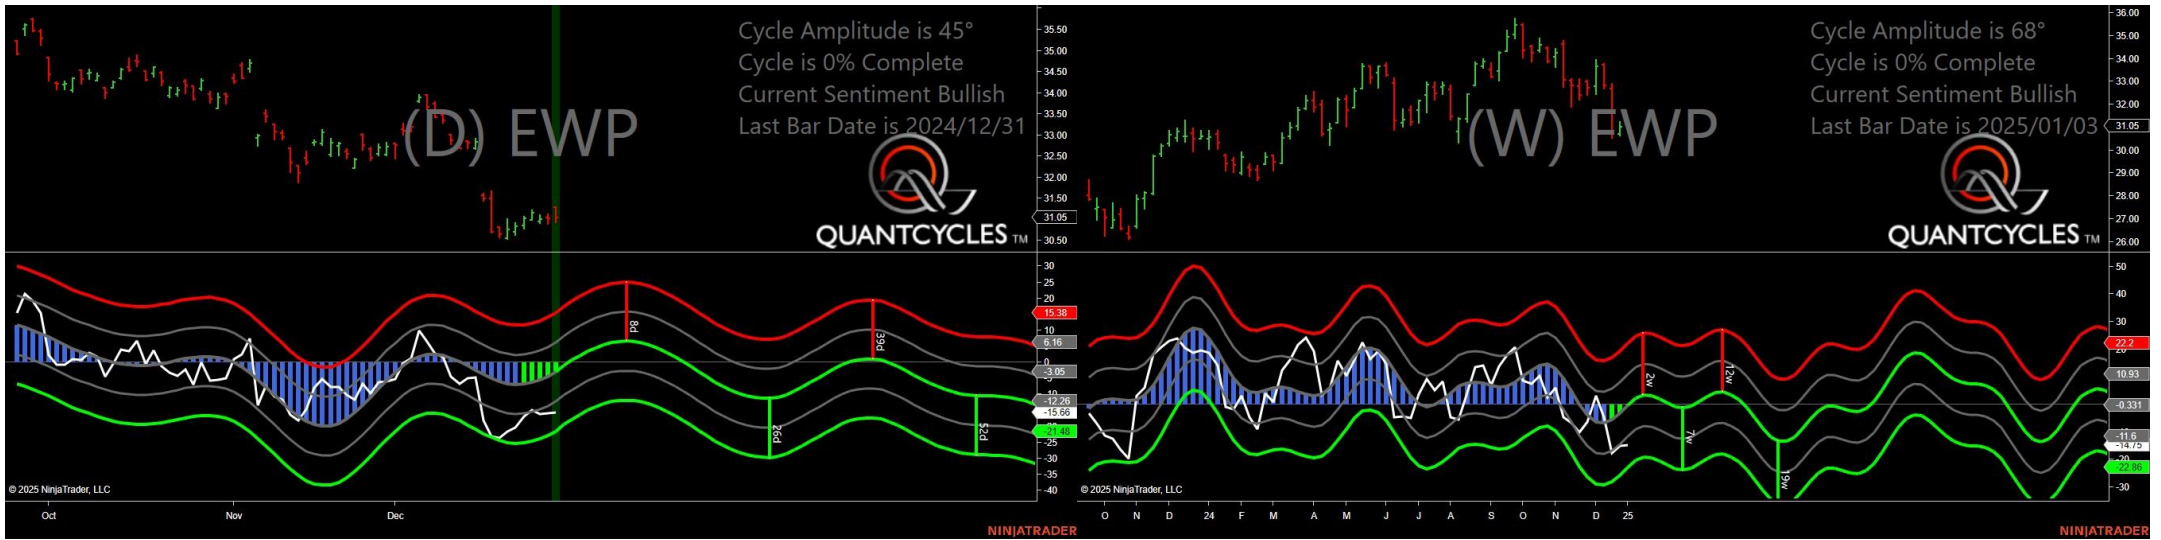 Cycle Amplitude is 45°
Cycle is 0% Complete
Current Sentiment Bullish
Last Bar Date is 2024/12/31
(D) EWP
QUANTCYCLES TM
35.50
35.00
34.50
34.00
33.50
33.00
32.50
32.00
31.50
31.05
30.50
30
25
20
15.38
10
6.16
0
-3.05
-12.26
-15.66
-21.48
-25
-30
-35
-40
8d
26d
39d
52d
© 2025 NinjaTrader, LLC
Oct
Nov
Dec
NINJATRADER
Cycle Amplitude is 68°
Cycle is 0% Complete
Current Sentiment Bullish
Last Bar Date is 2025/01/03
(W) EWP
QUANTCYCLES TM
36.00
35.00
34.00
33.00
32.00
31.05
30.00
29.00
28.00
27.00
26.00
50
40
30
22.2
10.93
-0.331
-11.6
-14.75
-22.86
-30
2w
7w
12w
19w
© 2025 NinjaTrader, LLC
O N D 24 F M A M J J A S O N D 25
NINJATRADER